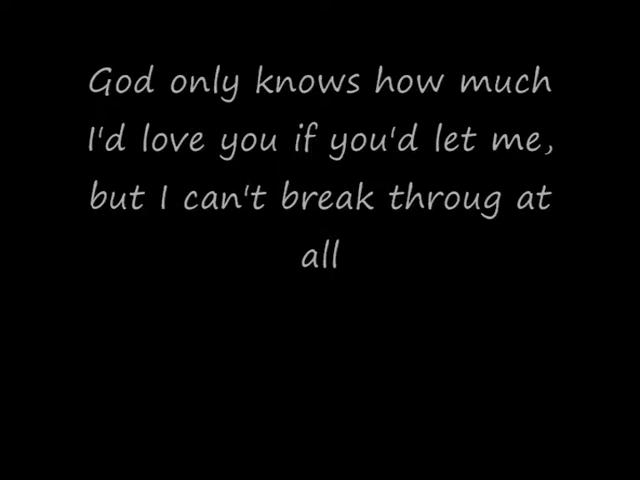 God only knows how much
I'd love you if you'd let me,
but I can't break throug at
all